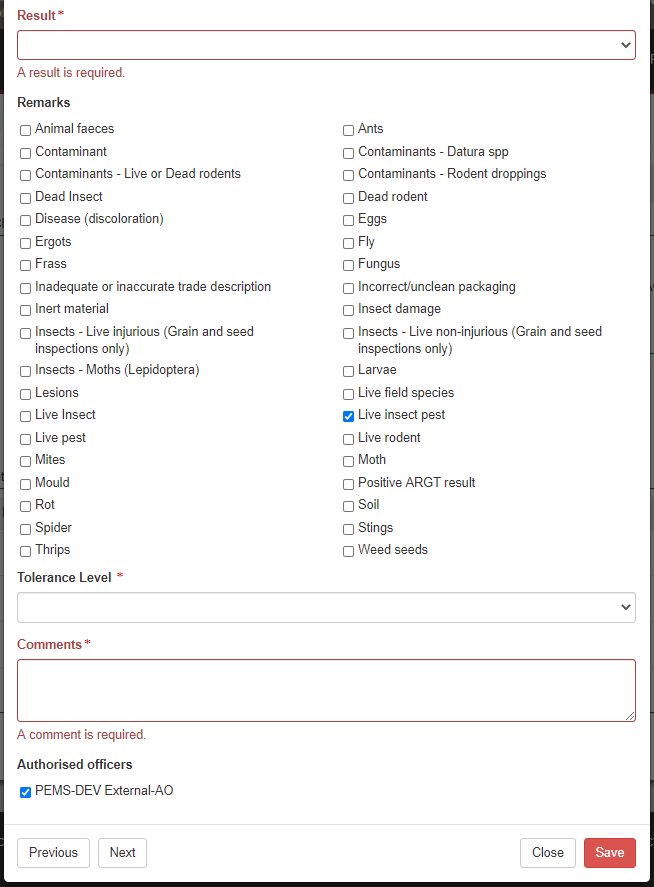 Result *
A result is required.
Remarks
Animal faeces
Ants
Contaminant
Contaminants - Datura spp
Contaminants - Live or Dead rodents
Contaminants - Rodent droppings
Dead Insect
Dead rodent
Disease (discoloration)
Eggs
Ergots
Fly
Frass
Fungus
Inadequate or inaccurate trade description
Incorrect/unclean packaging
Inert material
Insect damage
Insects - Live injurious (Grain and seed
inspections only)
Insects - Live non-injurious (Grain and seed
inspections only)
Insects - Moths (Lepidoptera)
Larvae
Lesions
Live field species
Live Insect
Live insect pest
Live pest
Live rodent
Mites
Moth
Mould
Positive ARGT result
Rot
Soil
Spider
Stings
Thrips
Weed seeds
Tolerance Level *
Comments *
A comment is required.
Authorised officers
PEMS-DEV External-AO
Previous
Next
Close
Save